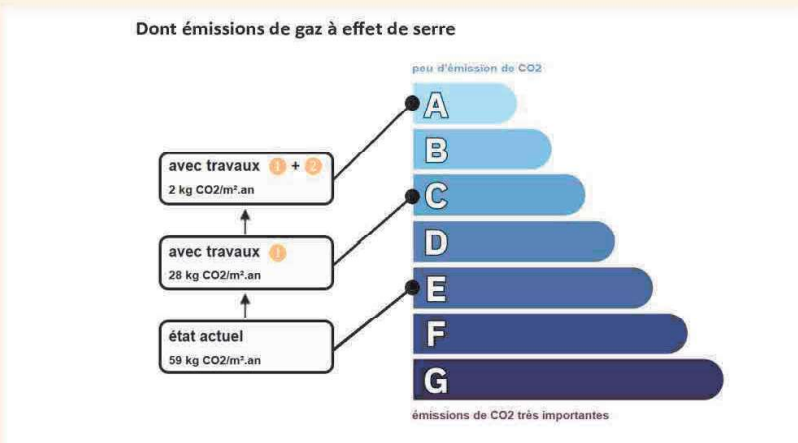 Dont émissions de gaz à effet de serre
peu d'émission de CO2
A
B
C
D
E
F
G
émissions de CO2 très importantes
avec travaux 1 + 2
2 kg CO2/m².an
avec travaux 1
28 kg CO2/m².an
état actuel
59 kg CO2/m².an